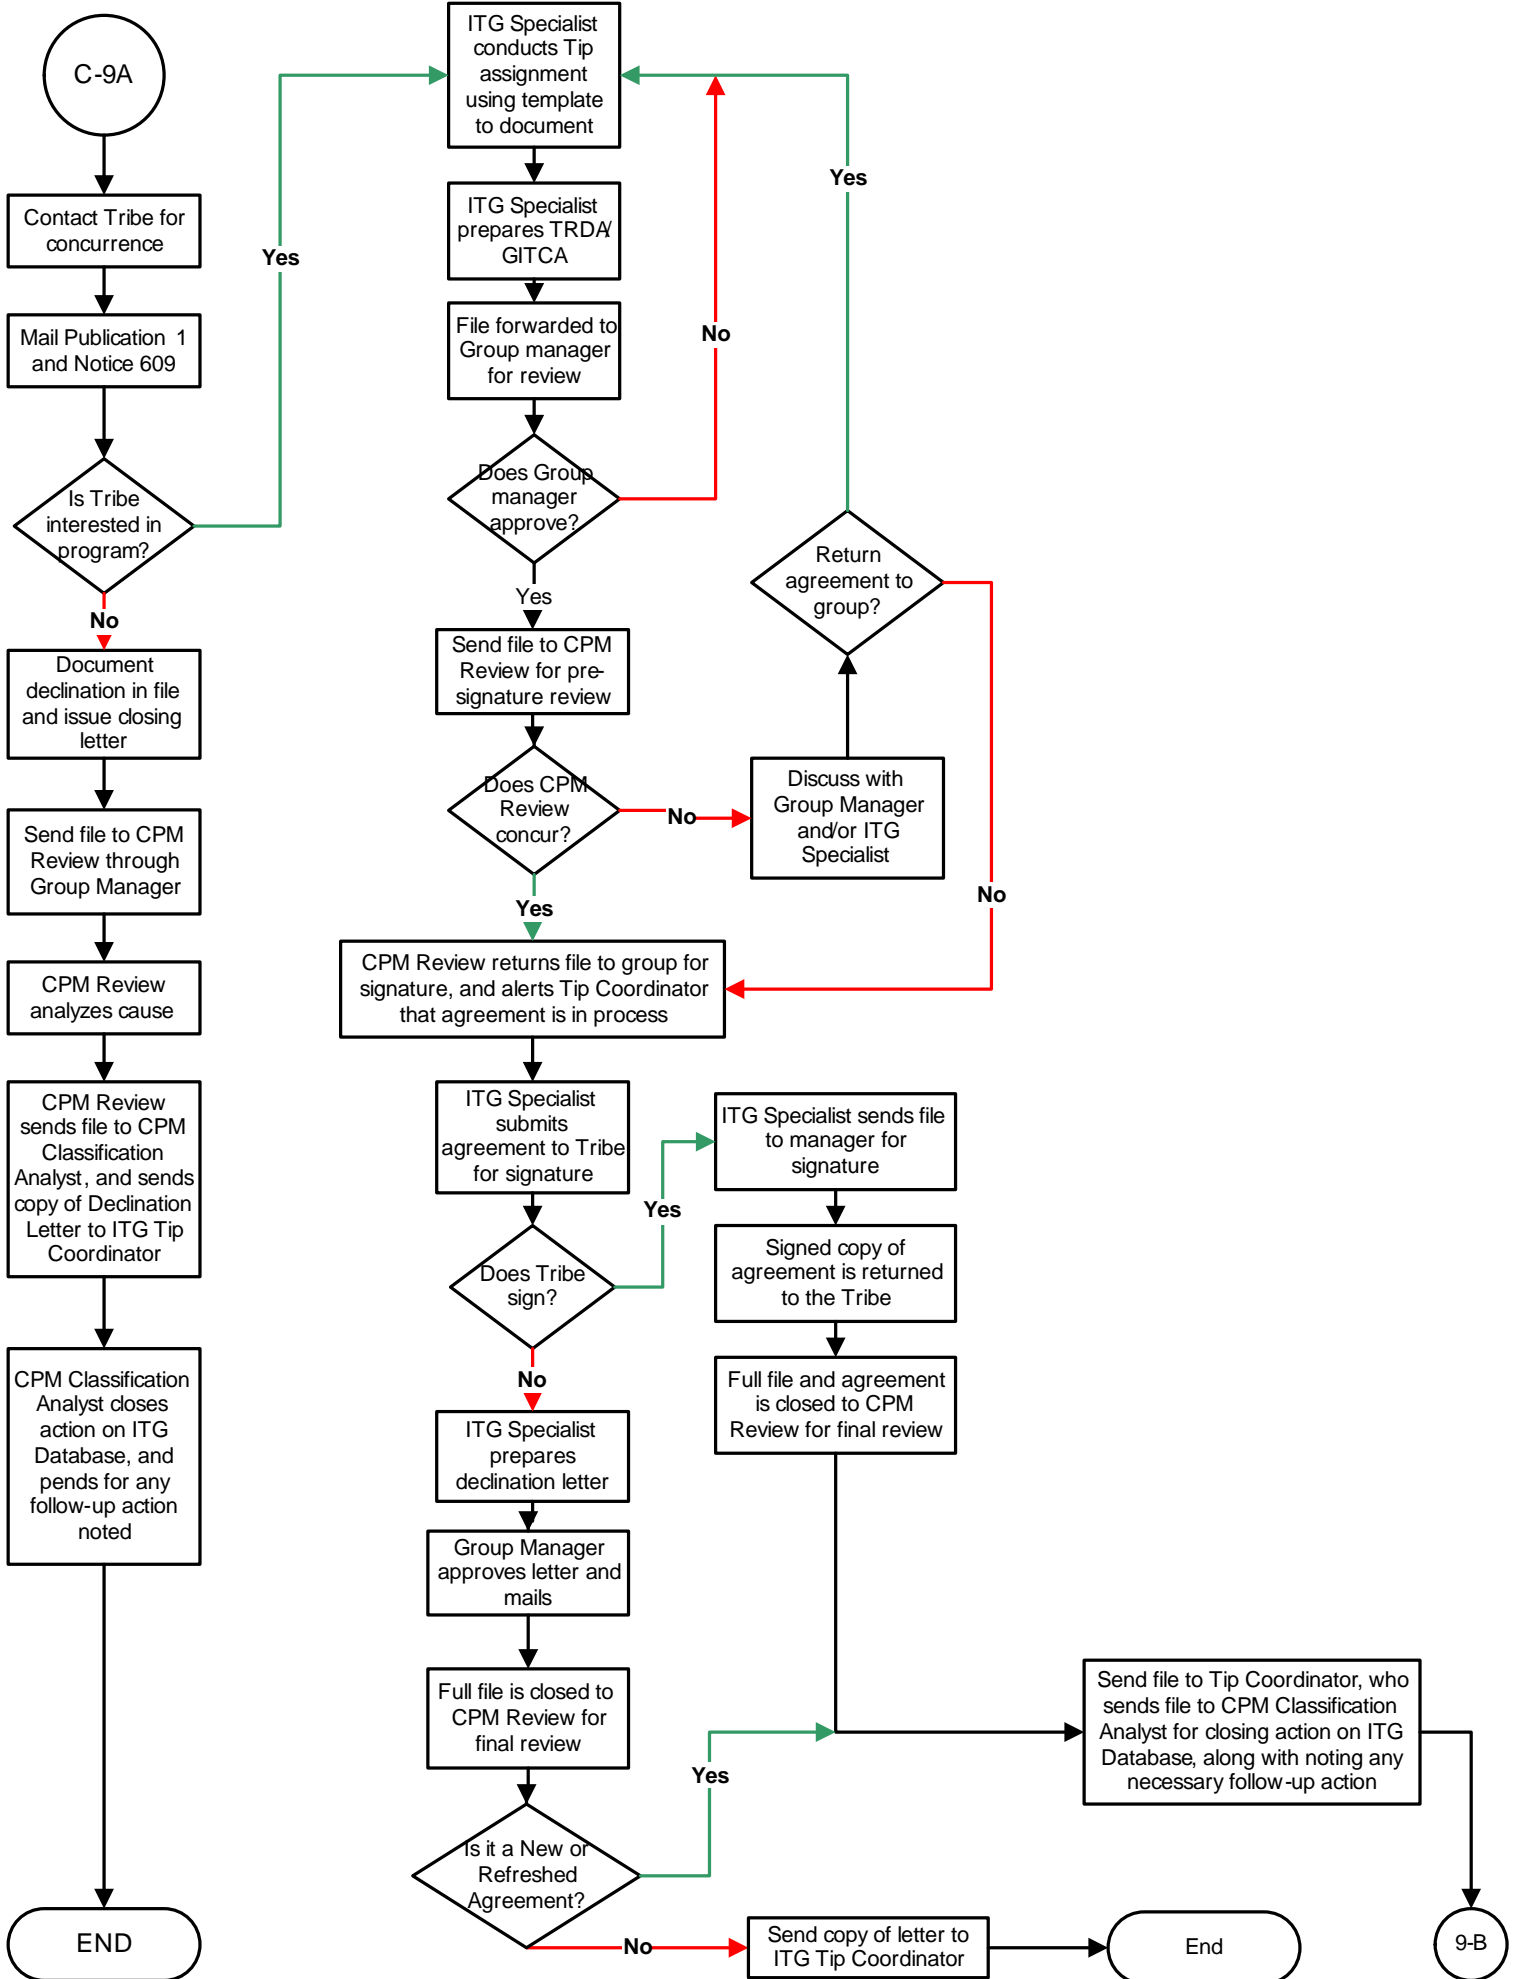 C-9A
Contact Tribe for
concurrence
Mail Publication 1
and Notice 609
Is Tribe
interested in
program?
Yes
No
Document
declination in file
and issue closing
letter
Send file to CPM
Review through
Group Manager
CPM Review
analyzes cause
CPM Review
sends file to CPM
Classification
Analyst, and sends
copy of Declination
Letter to ITG Tip
Coordinator
CPM Classification
Analyst closes
action on ITG
Database, and
pends for any
follow-up action
noted
END
ITG Specialist
conducts Tip
assignment
using template
to document
ITG Specialist
prepares TRDA/
GITCA
File forwarded to
Group manager
for review
Does Group
manager
approve?
No
Yes
Send file to CPM
Review for pre-
signature review
Does CPM
Review
concur?
No
Discuss with
Group Manager
and/or ITG
Specialist
Return
agreement to
group?
Yes
No
Yes
CPM Review returns file to group for
signature, and alerts Tip Coordinator
that agreement is in process
ITG Specialist
submits
agreement to Tribe
for signature
Does Tribe
sign?
Yes
ITG Specialist sends file
to manager for
signature
Signed copy of
agreement is returned
to the Tribe
Full file and agreement
is closed to CPM
Review for final review
No
ITG Specialist
prepares
declination letter
Group Manager
approves letter and
mails
Full file is closed to
CPM Review for
final review
Is it a New or
Refreshed
Agreement?
Yes
Send file to Tip Coordinator, who
sends file to CPM Classification
Analyst for closing action on ITG
Database, along with noting any
necessary follow-up action
9-B
No
Send copy of letter to
ITG Tip Coordinator
End